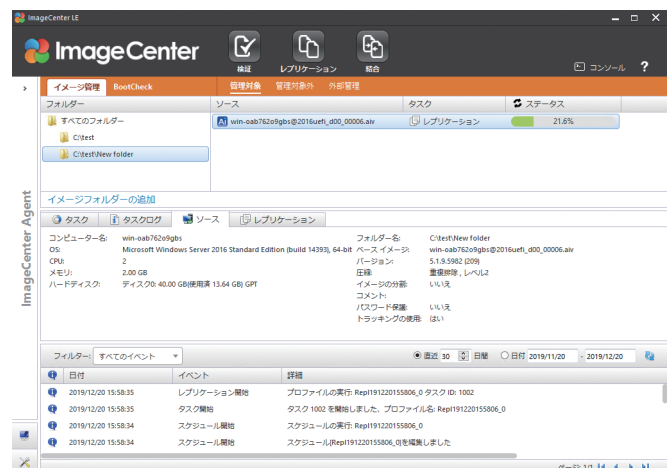 ImageCenter LE
ImageCenter
検証
レプリケーション
結合
コンソール
?
イメージ管理 BootCheck
管理対象 管理対象外 外部管理
フォルダー
ソース
タスク
ステータス
すべてのフォルダー
C:\test
C:\test\New folder
Ai win-oab762o9gbs@2016uefi_d00_00006.aiv
レプリケーション
21.6%
ImageCenter Agent
イメージフォルダーの追加
タスク タスクログ ソース レプリケーション
コンピューター名: win-oab762o9gbs
OS: Microsoft Windows Server 2016 Standard Edition (build 14393), 64-bit
CPU: 2
メモリ: 2.00 GB
ハードディスク: ディスク0: 40.00 GB(使用済 13.64 GB) GPT
フォルダー名: C:\test\New folder
ベース イメージ: win-oab762o9gbs@2016uefi_d00_00006.aiv
バージョン: 5.1.9.5982 (209)
圧縮: 重複排除 , レベル2
イメージの分割: いいえ
コメント:
パスワード保護: いいえ
トラッキングの使用: はい
フィルター: すべてのイベント
直近 30 日間 日付 2019/11/20 - 2019/12/20
日付 イベント 詳細
2019/12/20 15:58:35 レプリケーション開始 プロファイルの実行: Repl191220155806_0 タスク ID: 1002
2019/12/20 15:58:35 タスク開始 タスク 1002 を開始しました、プロファイル名: Repl191220155806_0
2019/12/20 15:58:34 スケジュール開始 スケジュールの実行: Repl191220155806_0
2019/12/20 15:58:34 スケジュール開始 スケジュール[Repl191220155806_0]を編集しました
ページ: 1/1